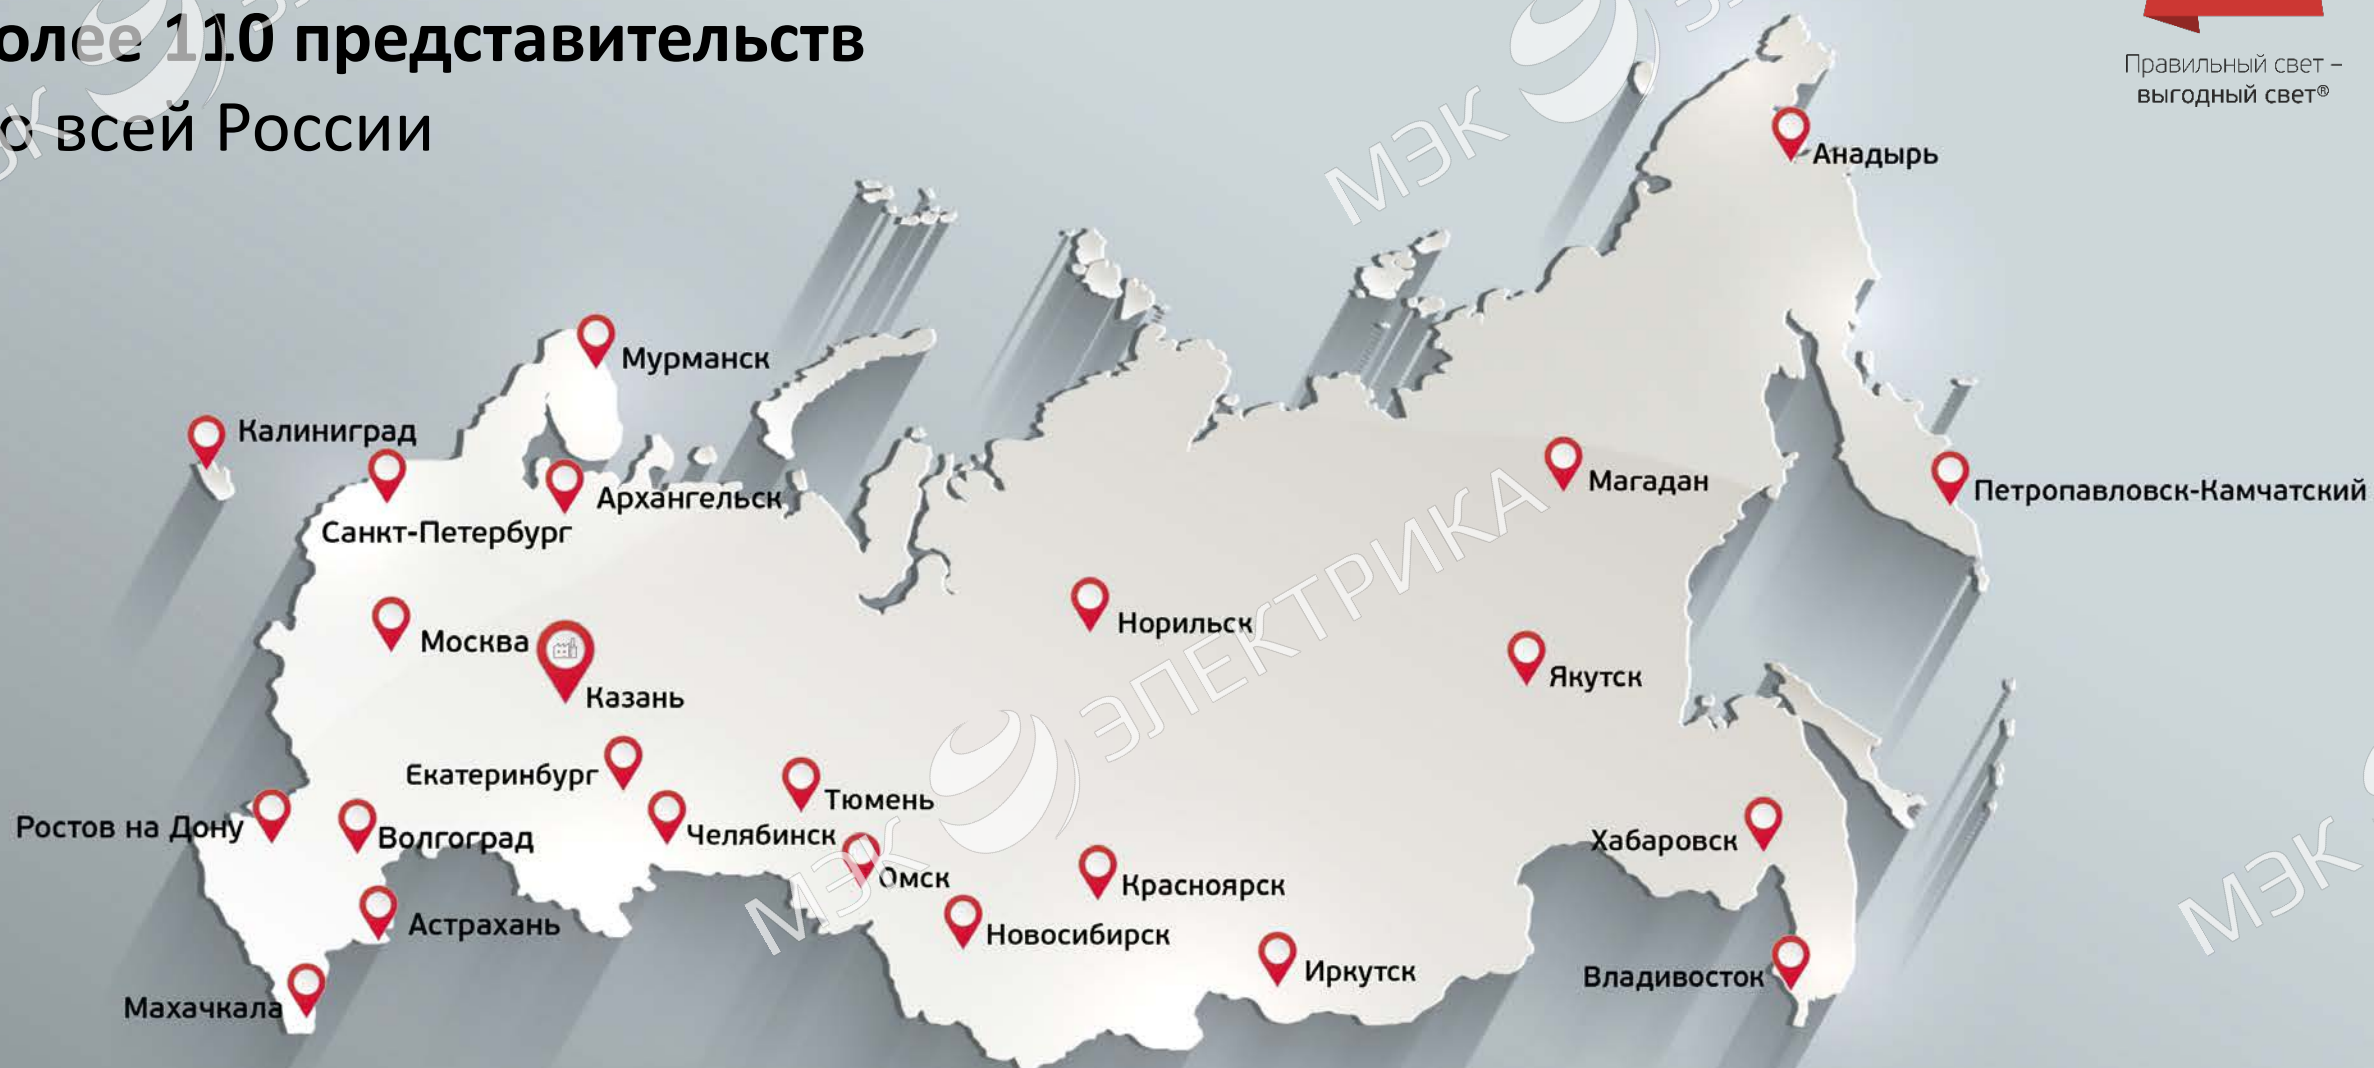 олее 110 представительств
о всей России
Правильный свет –
выгодный свет®
МЭК
Анадырь
Мурманск
Калининград
Архангельск
Санкт-Петербург
Магадан
Петропавловск-Камчатский
Москва
Казань
Норильск
Якутск
МЭК ЭЛЕКТРИКА
Екатеринбург
Тюмень
Ростов на Дону
Волгоград
Челябинск
Хабаровск
Омск
Красноярск
Астрахань
Новосибирск
Иркутск
Владивосток
Махачкала
МЭК